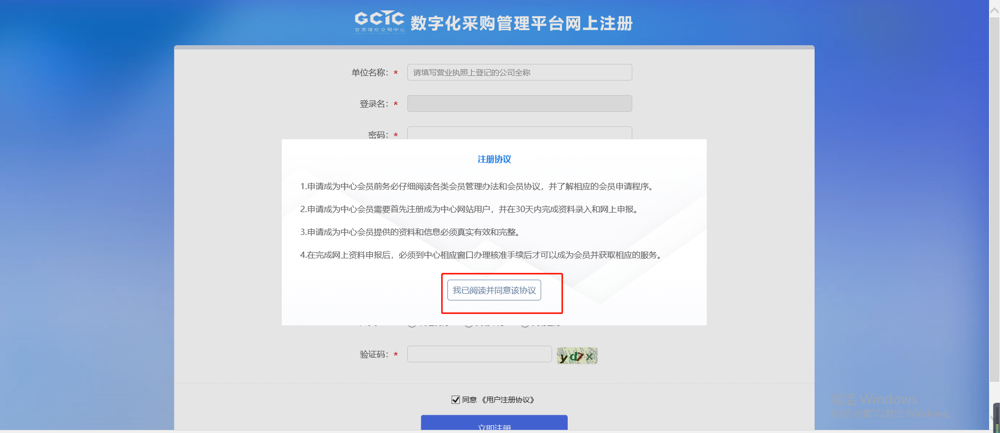 GCTC
甘肃煤炭交易中心
数字化采购管理平台网上注册
单位名称：*
请填写营业执照上登记的公司全称
登录名：*
密码：*
注册协议
1.申请成为中心会员前务必仔细阅读各类会员管理办法和会员协议，并了解相应的会员申请程序。
2.申请成为中心会员需要首先注册成为中心网站用户，并在30天内完成资料录入和网上申报。
3.申请成为中心会员提供的资料和信息必须真实有效和完整。
4.在完成网上资料申报后，必须到中心相应窗口办理核准手续后才可以成为会员并获取相应的服务。
我已阅读并同意该协议
验证码：*
yd7x
同意 《用户注册协议》
立即注册
激活 Windows
转到"设置"以激活 Windows。